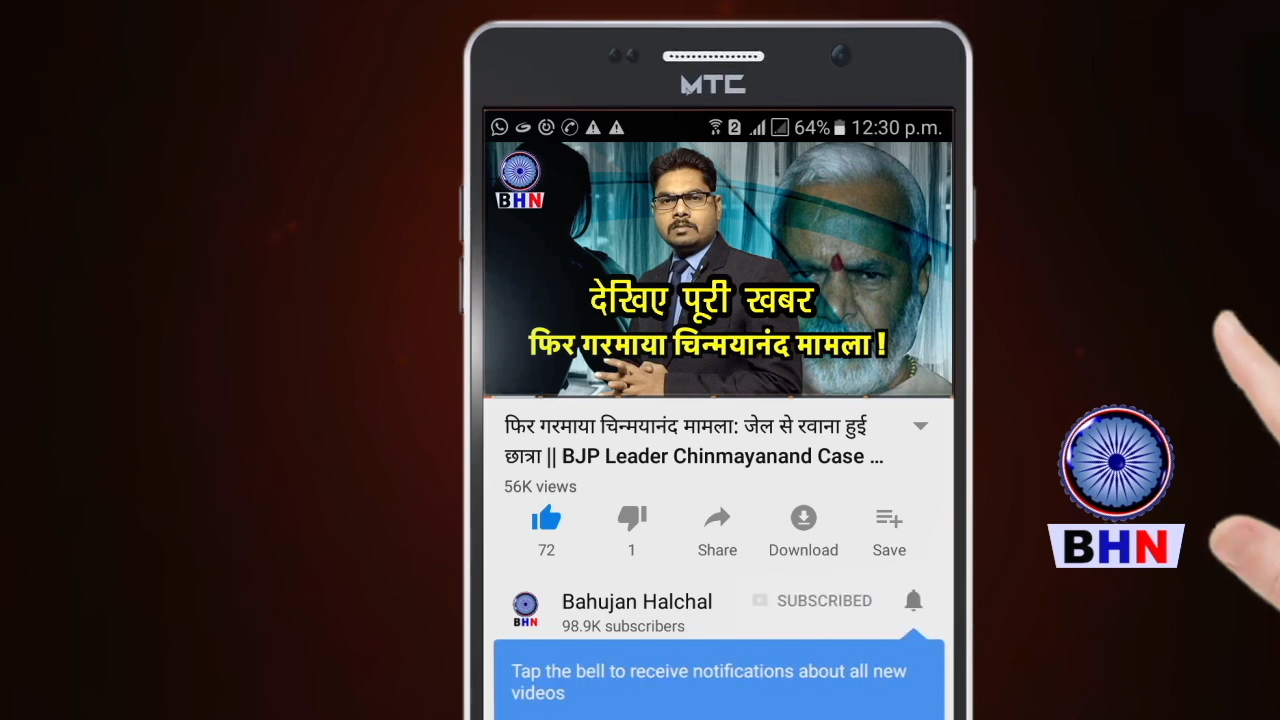 MTC
2
64%
12:30 p.m.
BHN
देखिए पूरी खबर
फिर गरमाया चिन्मयानंद मामला !
फिर गरमाया चिन्मयानंद मामला: जेल से रवाना हुई
छात्रा || BJP Leader Chinmayanand Case ...
56K views
72
1
Share
Download
Save
BHN
Bahujan Halchal
98.9K subscribers
SUBSCRIBED
BHN
Tap the bell to receive notifications about all new
videos